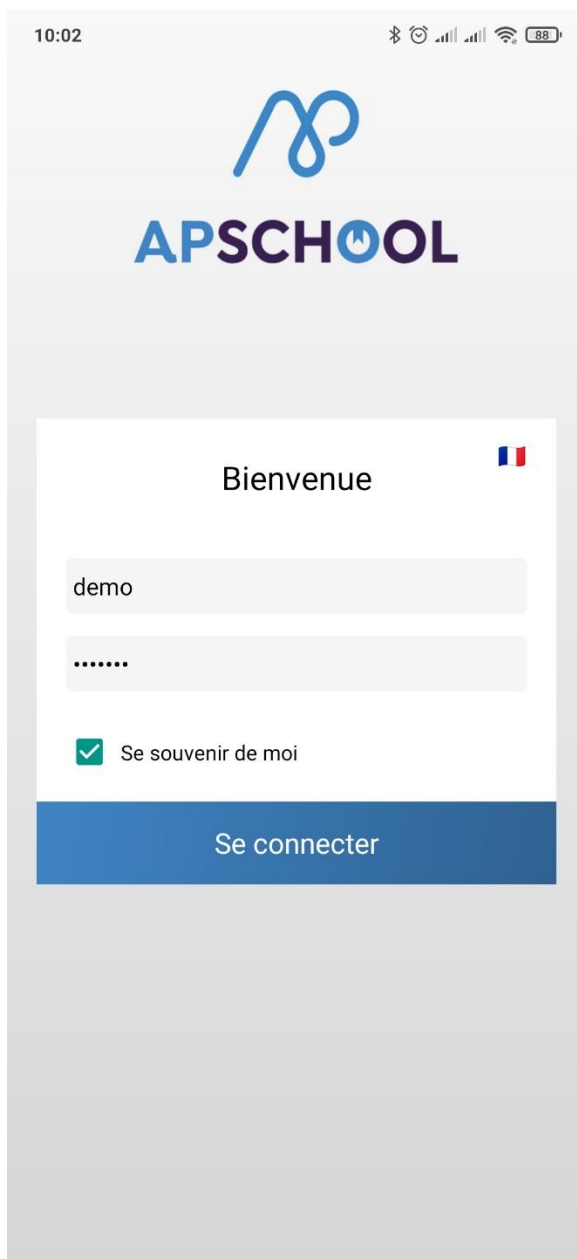 10:02
88
APSCHOOL
Bienvenue
demo
•••••••
Se souvenir de moi
Se connecter